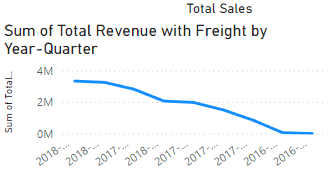 Total Sales
Sum of Total Revenue with Freight by
Year-Quarter
Sum of Total...
4M
2M
0M
2018-...
2018-...
2017-...
2018-...
2017-...
2017-...
2017-...
2016-...
2016-...